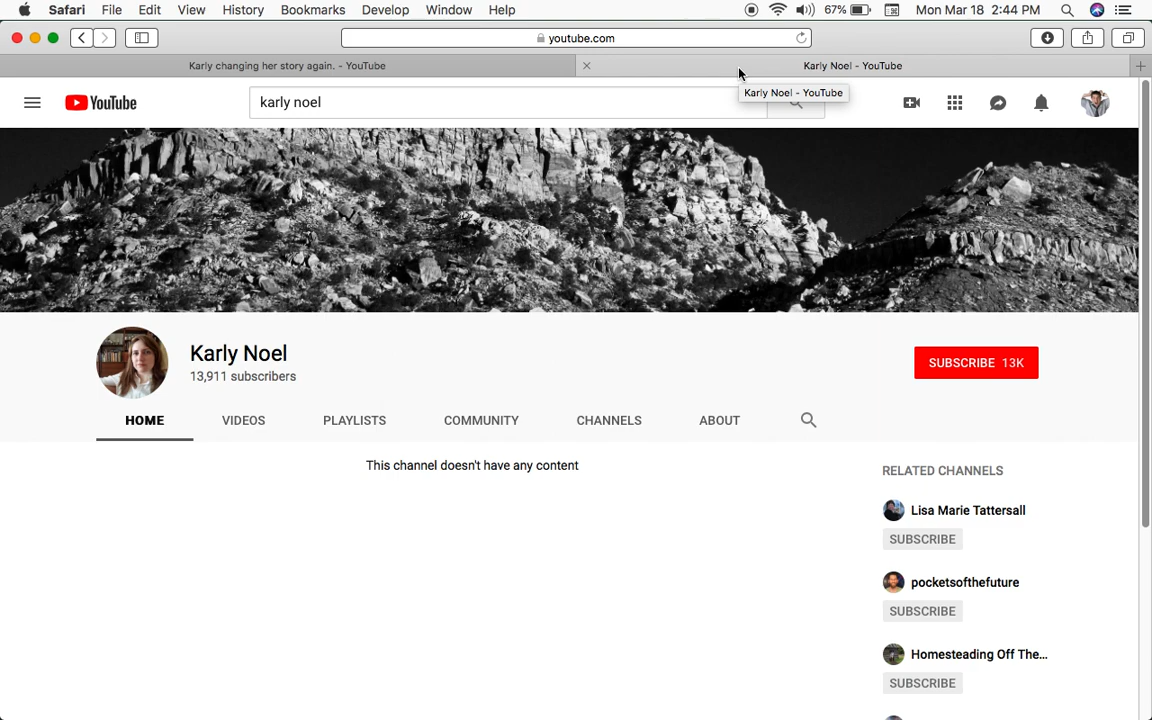 Safari File Edit View History Bookmarks Develop Window Help 67% Mon Mar 18 2:44 PM
youtube.com
Karly changing her story again. - YouTube Karly Noel - YouTube
Karly Noel - YouTube
YouTube karly noel
Karly Noel
13,911 subscribers
SUBSCRIBE 13K
HOME VIDEOS PLAYLISTS COMMUNITY CHANNELS ABOUT
This channel doesn't have any content
RELATED CHANNELS
Lisa Marie Tattersall
SUBSCRIBE
pocketsofthefuture
SUBSCRIBE
Homesteading Off The...
SUBSCRIBE